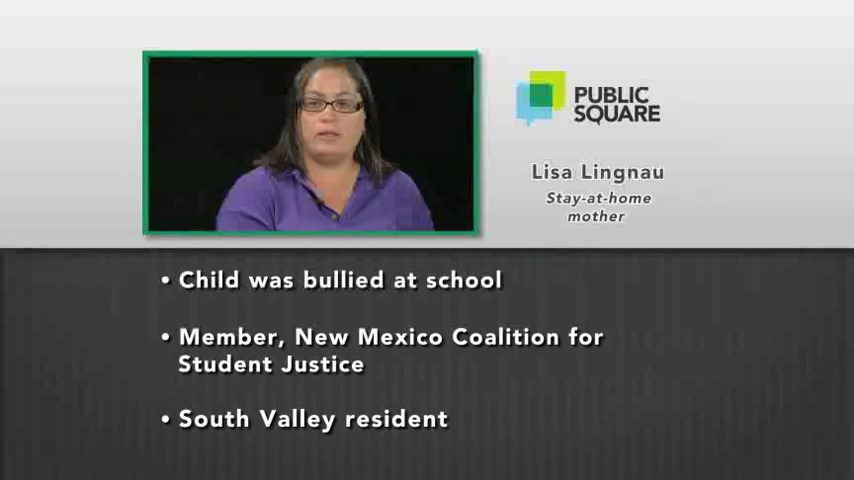 PUBLIC
SQUARE
Lisa Lingnau
Stay-at-home
mother
• Child was bullied at school
• Member, New Mexico Coalition for
Student Justice
• South Valley resident